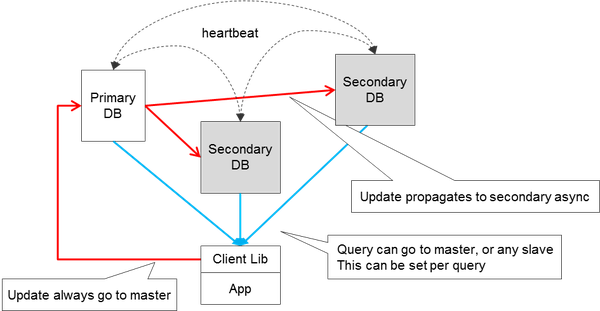 heartbeat
Primary
DB
Secondary
DB
Secondary
DB
Update propagates to secondary async
Query can go to master, or any slave
This can be set per query
Client Lib
App
Update always go to master